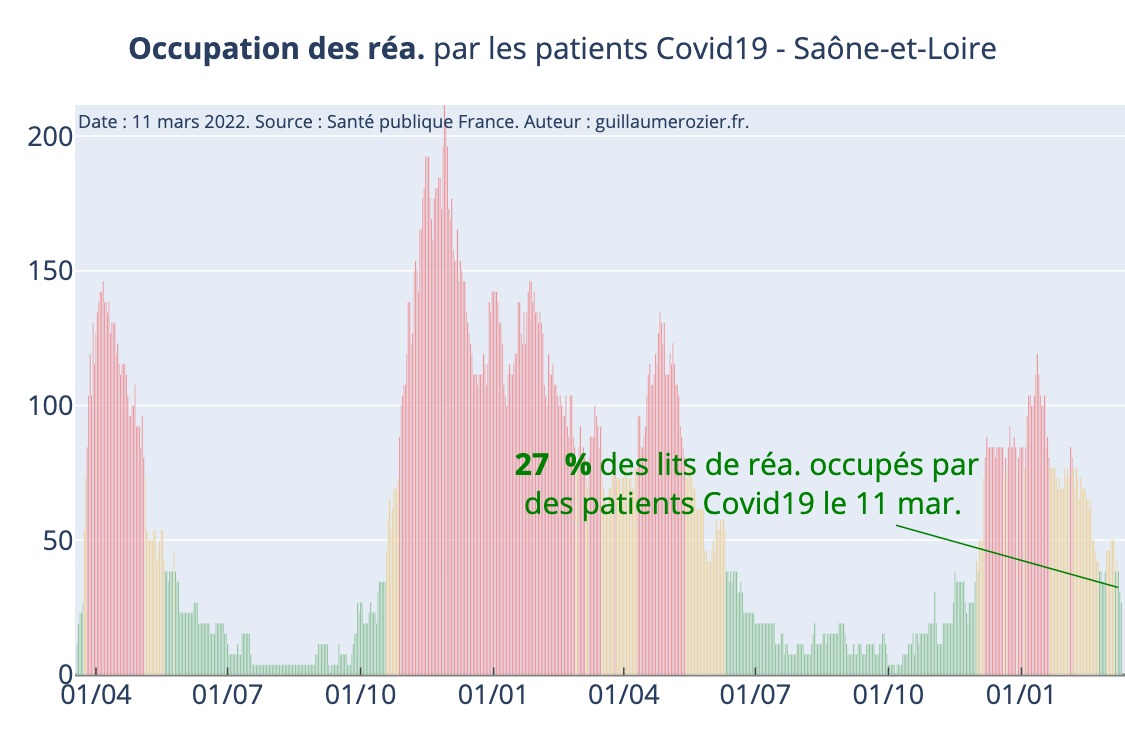 Occupation des réa. par les patients Covid19 - Saône-et-Loire
Date : 11 mars 2022. Source : Santé publique France. Auteur : guillaumerozier.fr.
200
150
100
27 % des lits de réa. occupés par
des patients Covid19 le 11 mar.
50
0
01/04 01/07 01/10 01/01 01/04 01/07 01/10 01/01